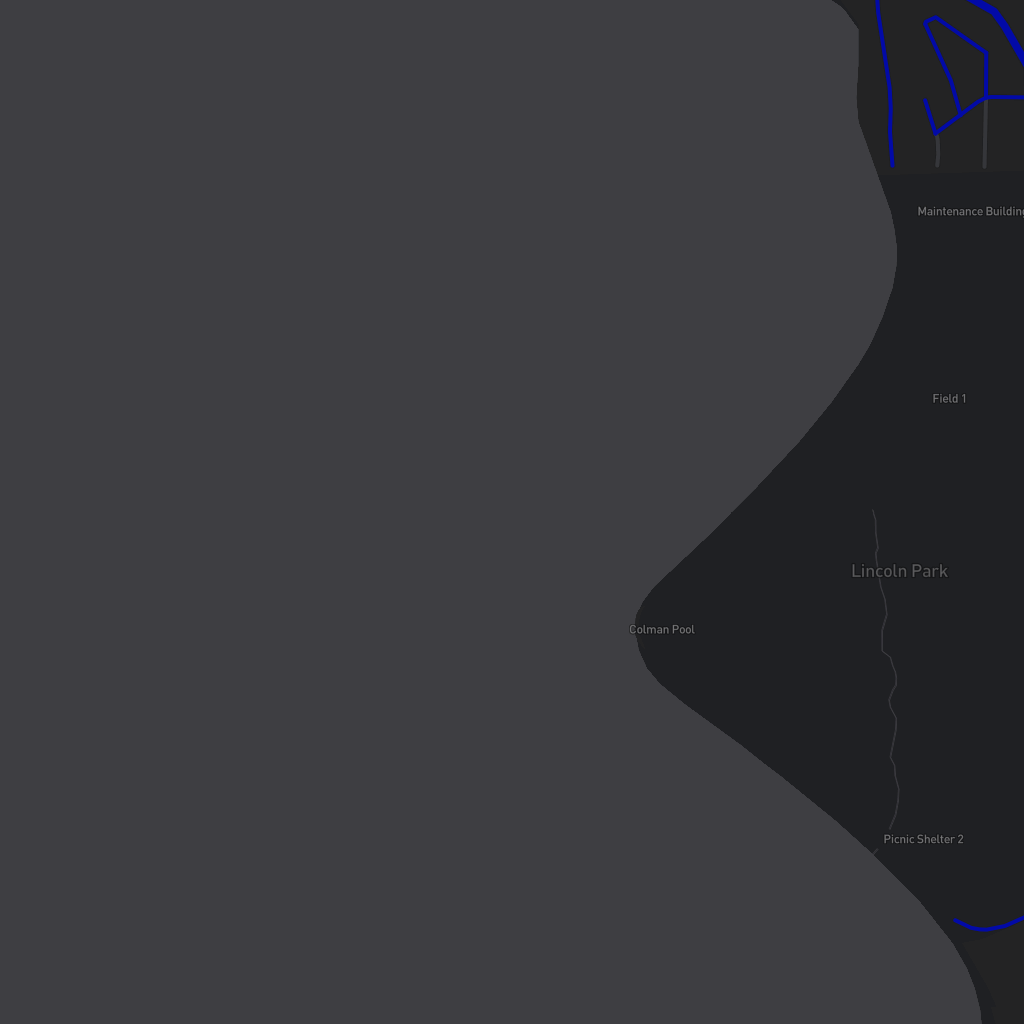 Maintenance Building
Field 1
Lincoln Park
Colman Pool
Picnic Shelter 2